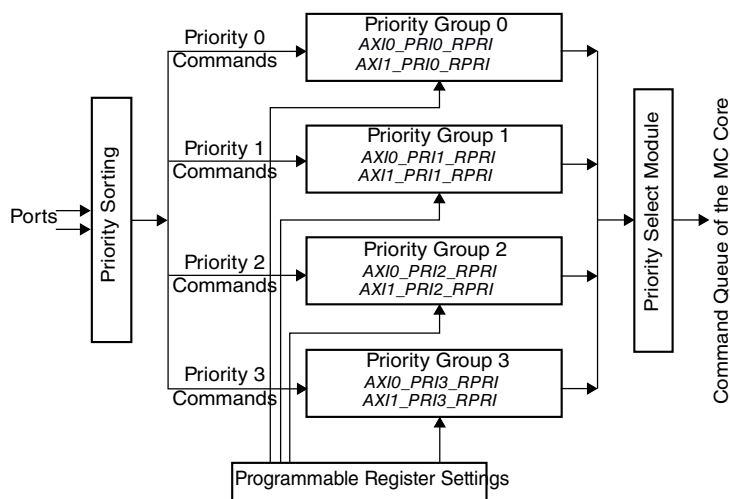 Ports
Priority Sorting
Priority 0
Commands
Priority Group 0
AXI0_PRI0_RPRI
AXI1_PRI0_RPRI
Priority 1
Commands
Priority Group 1
AXI0_PRI1_RPRI
AXI1_PRI1_RPRI
Priority 2
Commands
Priority Group 2
AXI0_PRI2_RPRI
AXI1_PRI2_RPRI
Priority 3
Commands
Priority Group 3
AXI0_PRI3_RPRI
AXI1_PRI3_RPRI
Programmable Register Settings
Priority Select Module
Command Queue of the MC Core